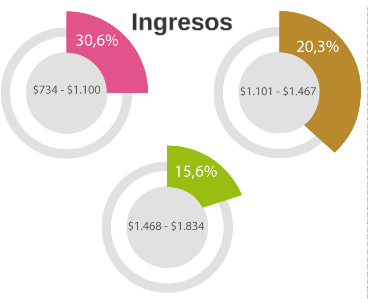 Ingresos
30,6%
$734 - $1.100
20,3%
$1.101 - $1.467
15,6%
$1.468 - $1.834